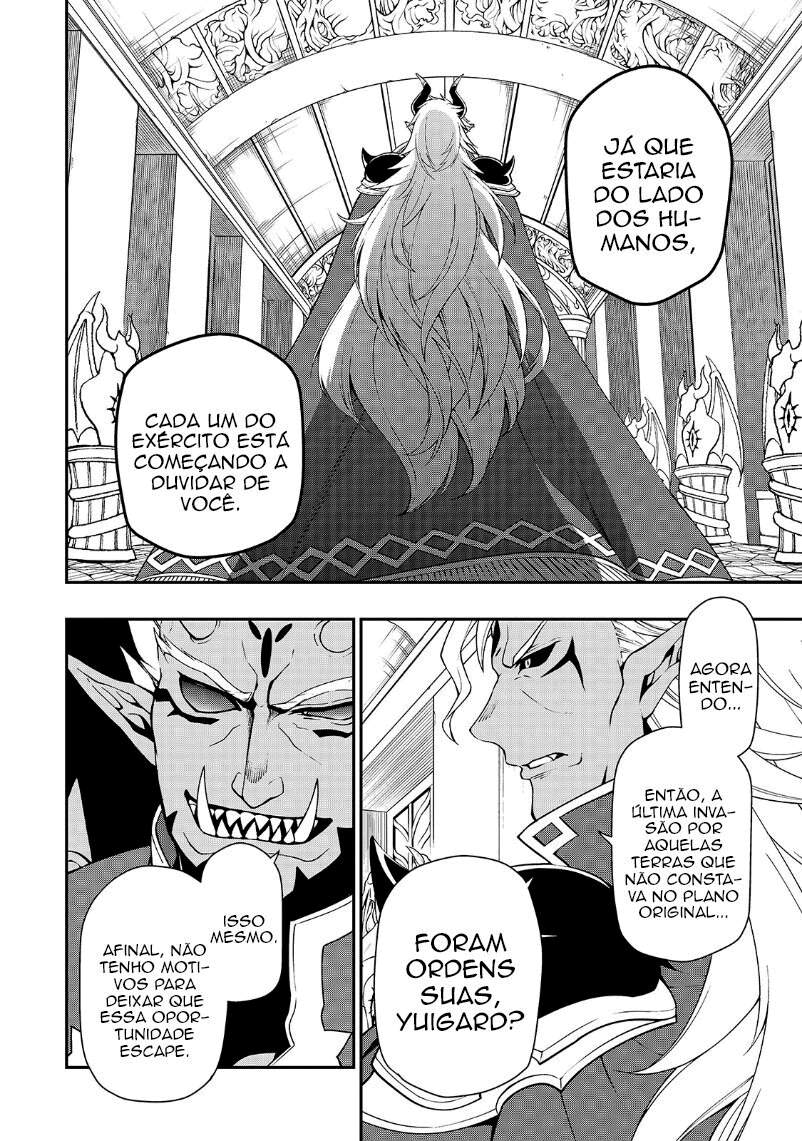 JÁ QUE
ESTARIA
DO LADO
DOS HU-
MANOS,
CADA UM DO
EXÉRCITO ESTÁ
COMEÇANDO A
DUVIDAR DE
VOCÊ.
AGORA
ENTEN-
DO...
ENTÃO, A
ÚLTIMA INVA-
SÃO POR
AQUELAS
TERRAS QUE
NÃO CONSTA-
VA NO PLANO
ORIGINAL...
FORAM
ORDENS
SUAS,
YUIGARD?
ISSO
MESMO.
AFINAL, NÃO
TENHO MOTI-
VOS PARA
DEIXAR QUE
ESSA OPOR-
TUNIDADE
ESCAPE.